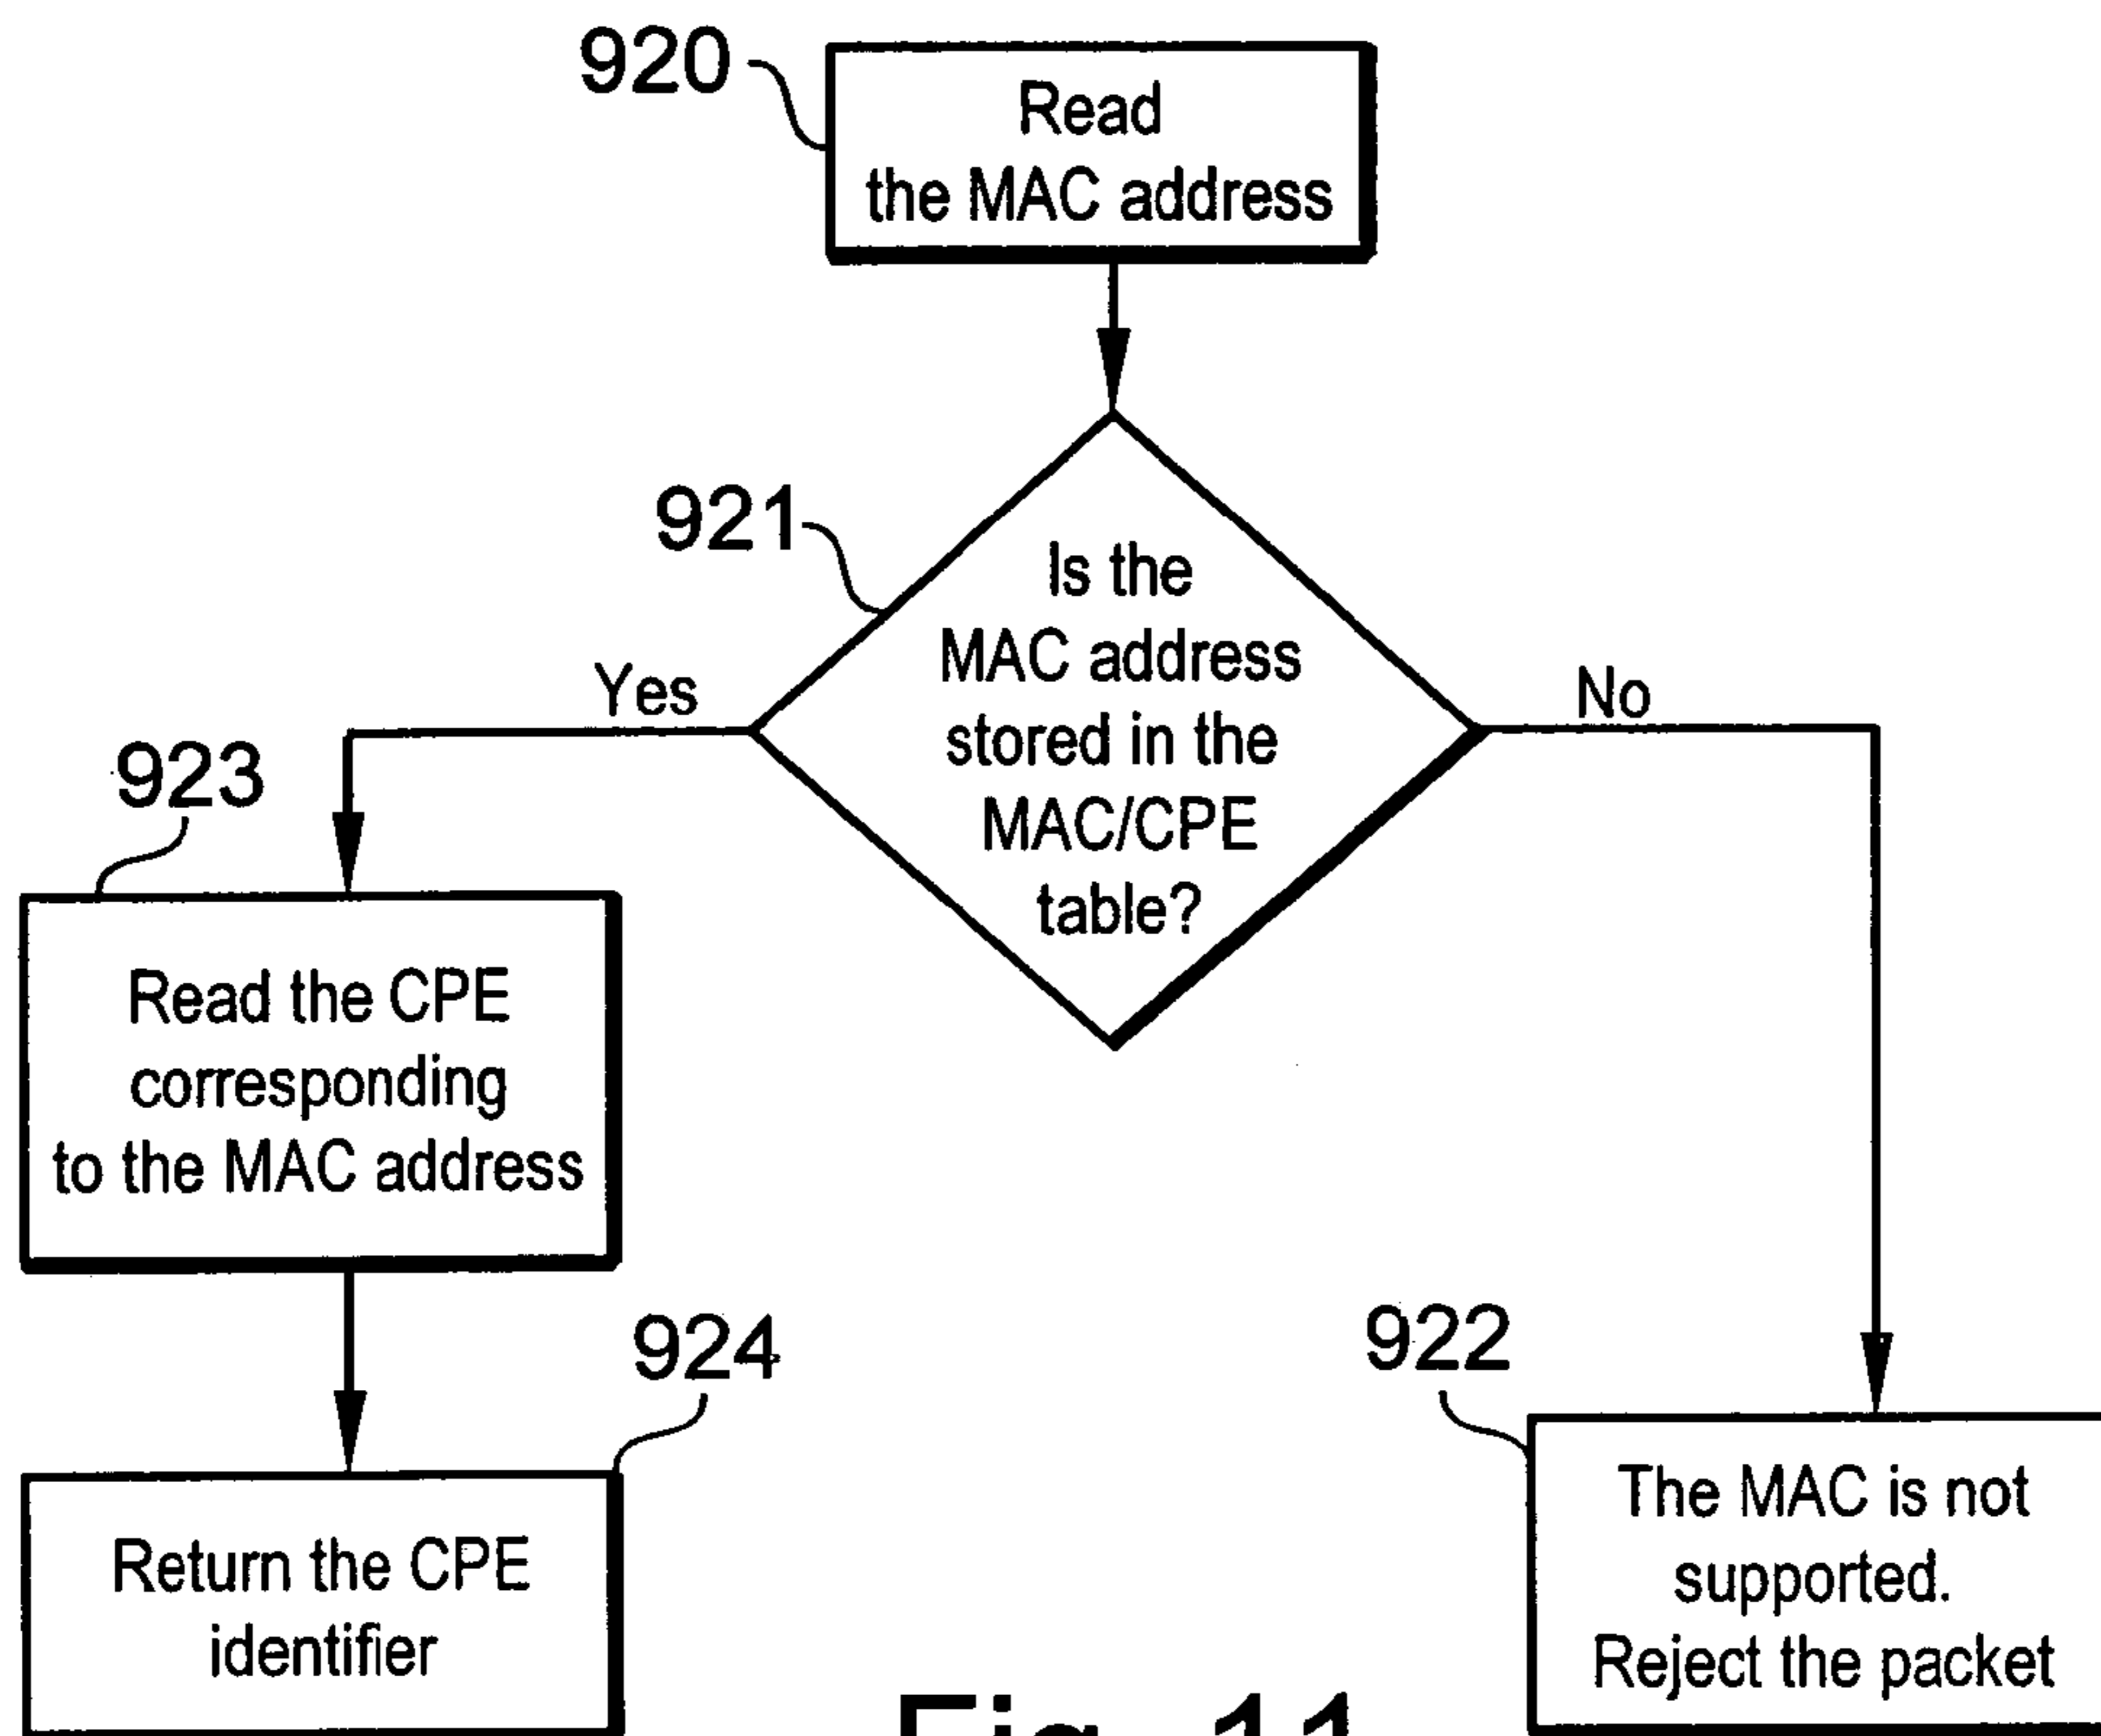 920
Read
the MAC address
921
Is the
MAC address
stored in the
MAC/CPE
table?
Yes
No
923
Read the CPE
corresponding
to the MAC address
924
Return the CPE
identifier
922
The MAC is not
supported.
Reject the packet
Fig. 11